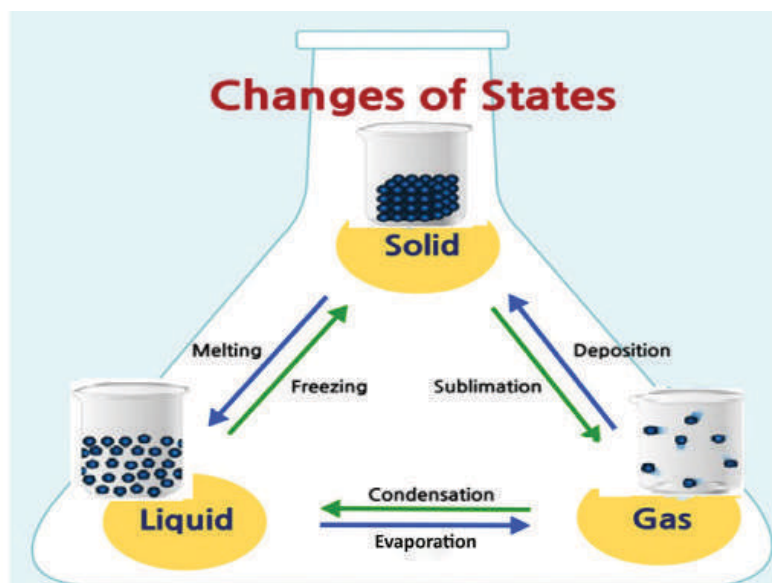 Changes of States
Solid
Melting
Freezing
Sublimation
Deposition
Condensation
Evaporation
Liquid
Gas